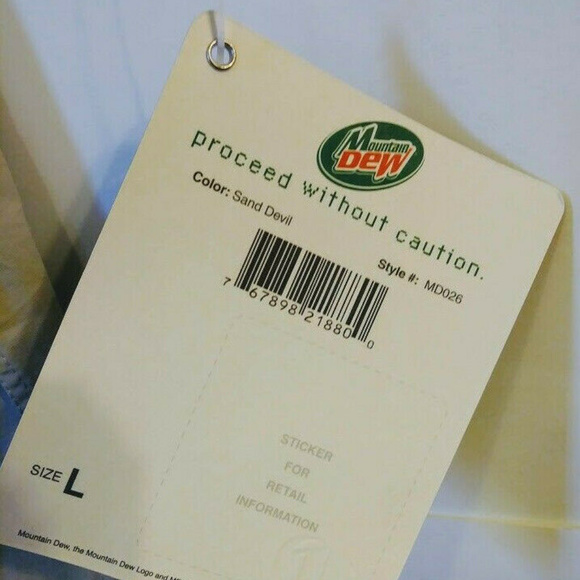 Mountain
Dew
proceed without caution.
Color: Sand Devil
Style #: MD026
7 67898 21880 0
STICKER
FOR
RETAIL
INFORMATION
SIZE L
Mountain Dew, the Mountain Dew Logo and